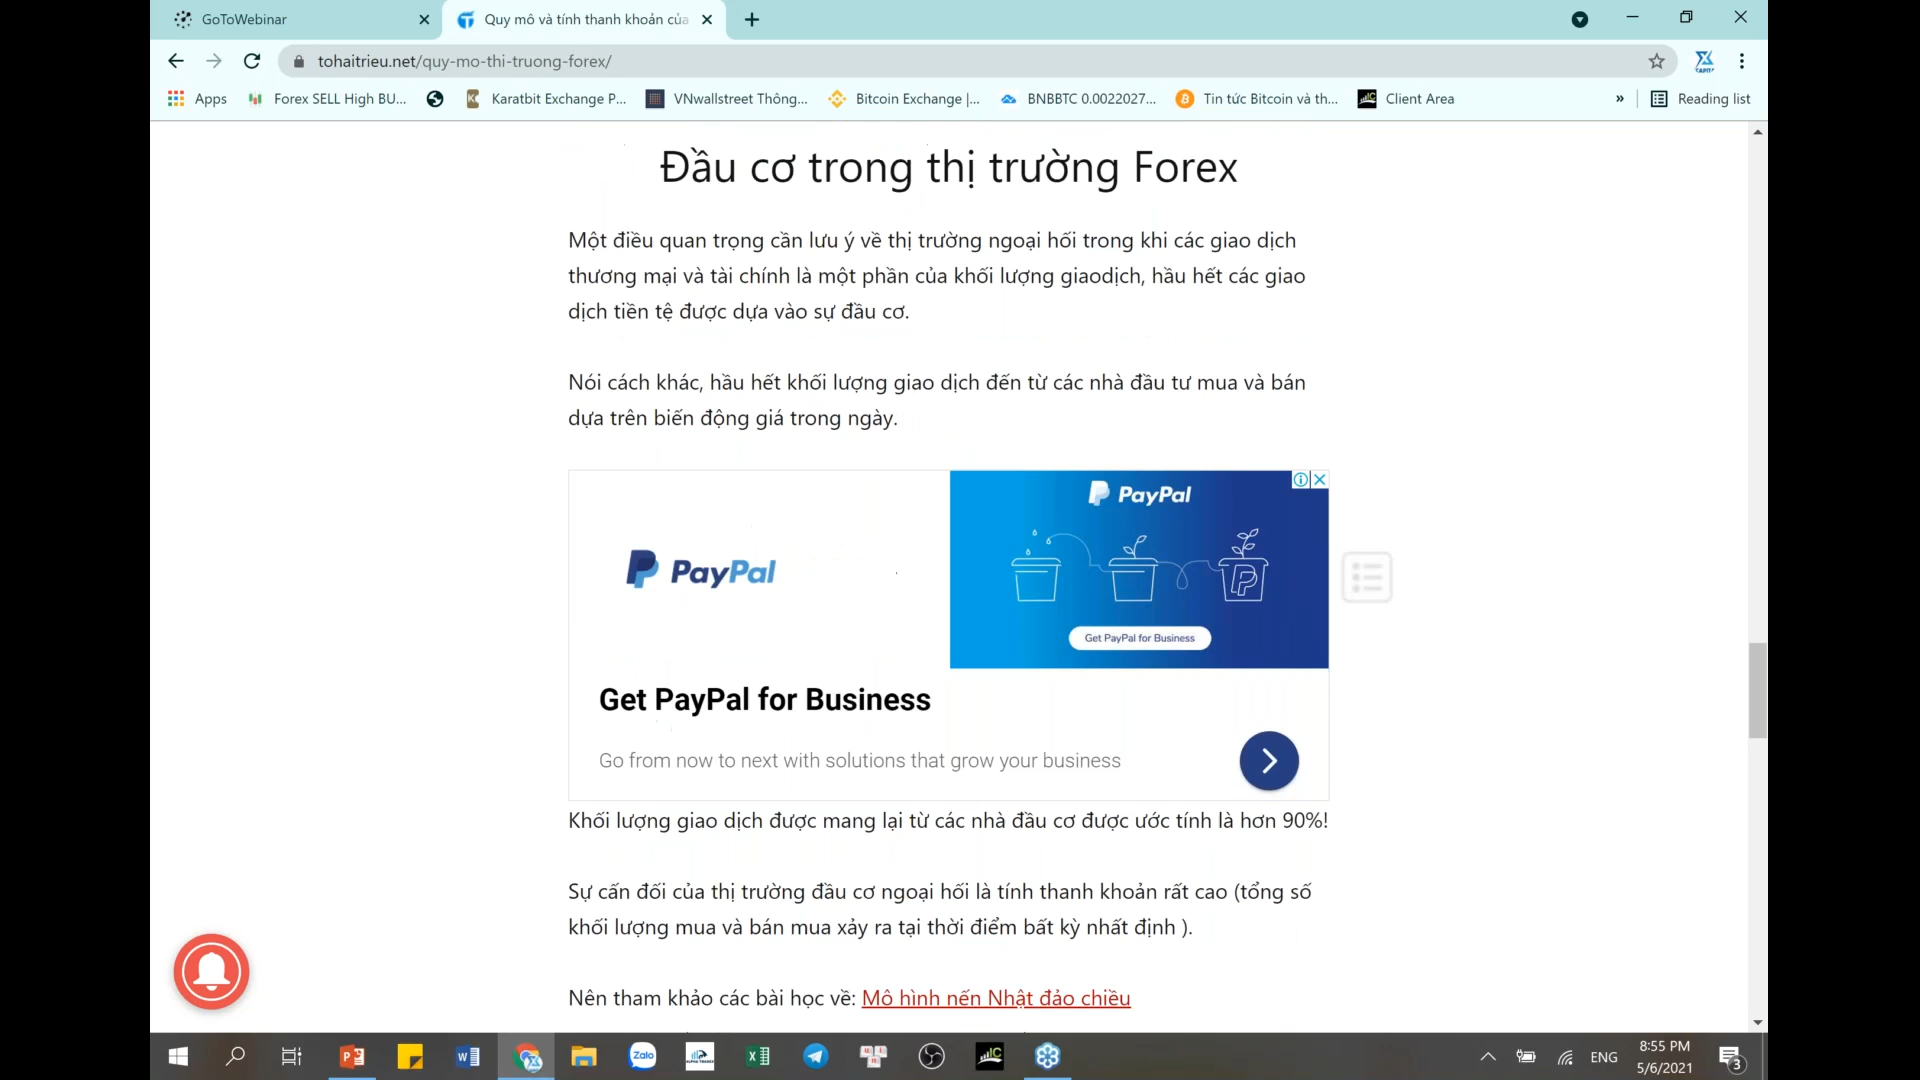 GoToWebinar
Quy mô và tính thanh khoản củа
tohaitrieu.net/quy-mo-thi-truong-forex/
Apps
Forex SELL High BU...
Karatbit Exchange P...
VNwallstreet Thông...
Bitcoin Exchange |...
BNBBTC 0.0022027...
Tin tức Bitcoin và th...
Client Area
»
Reading list
Đầu cơ trong thị trường Forex
Một điều quan trọng cần lưu ý về thị trường ngoại hối trong khi các giao dịch
thương mại và tài chính là một phần của khối lượng giaodịch, hầu hết các giao
dịch tiền tệ được dựa vào sự đầu cơ.
Nói cách khác, hầu hết khối lượng giao dịch đến từ các nhà đầu tư mua và bán
dựa trên biến động giá trong ngày.
PayPal
PayPal
Get PayPal for Business
Get PayPal for Business
Go from now to next with solutions that grow your business
Khối lượng giao dịch được mang lại từ các nhà đầu cơ được ước tính là hơn 90%!
Sự cấn đối của thị trường đầu cơ ngoại hối là tính thanh khoản rất cao (tổng số
khối lượng mua và bán mua xảy ra tại thời điểm bất kỳ nhất định ).
Nên tham khảo các bài học về: Mô hình nến Nhật đảo chiều
Zalo
ENG
8:55 PM
5/6/2021
3